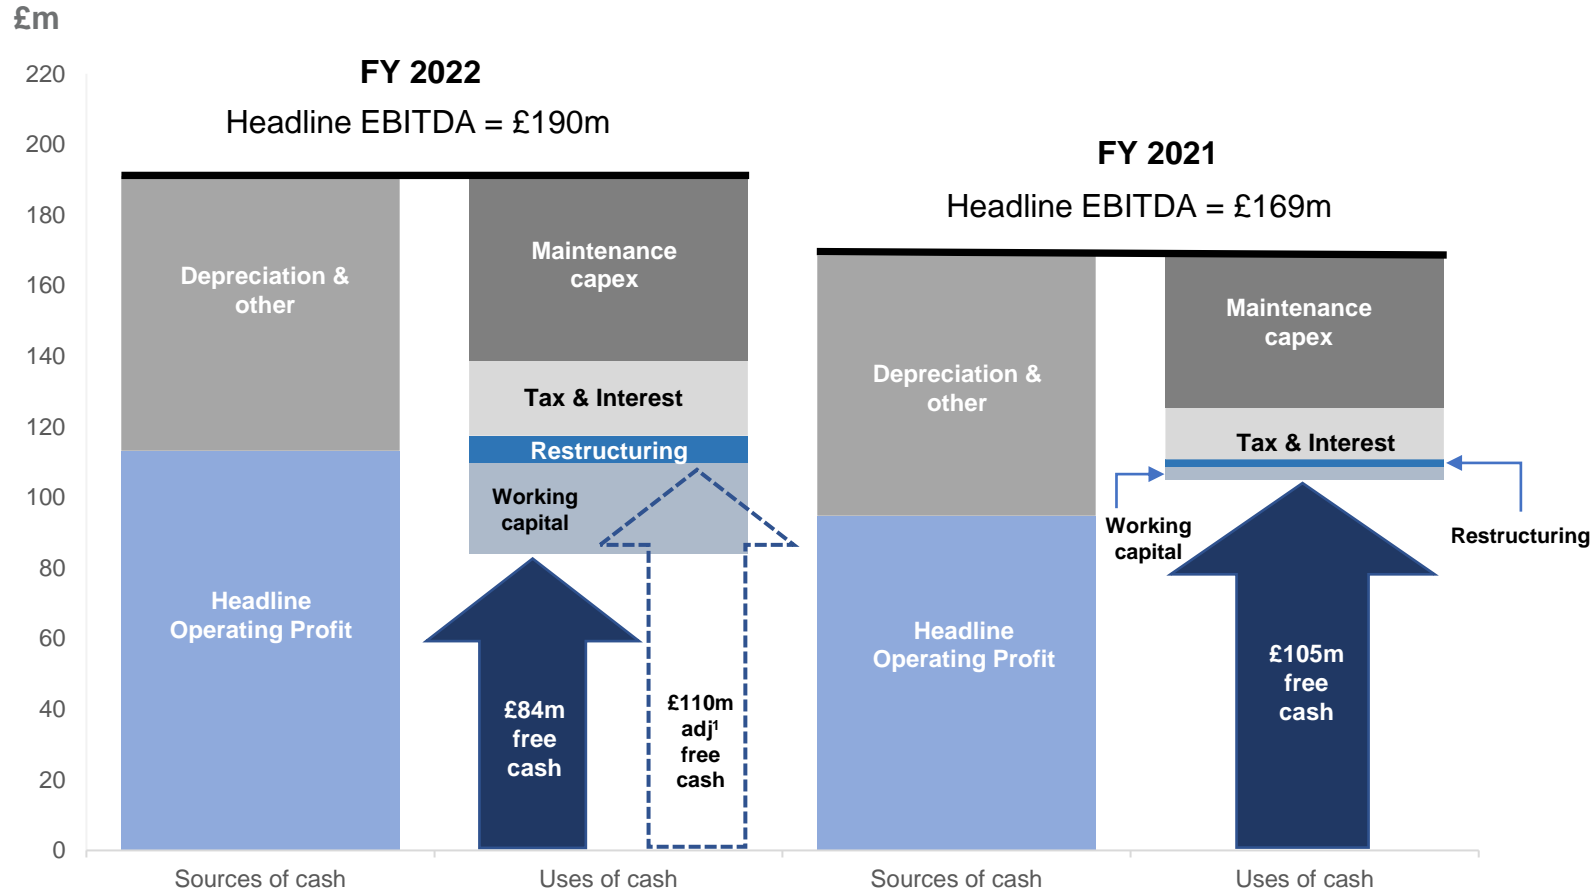 £m
220
200
180
160
140
120
100
80
60
40
20
0
FY 2022
Headline EBITDA = £190m
Depreciation &
other
Headline
Operating Profit
Maintenance
capex
Tax & Interest
Restructuring
Working
capital
£84m
free
cash
£110m
adj¹
free
cash
FY 2021
Headline EBITDA = £169m
Depreciation &
other
Headline
Operating Profit
Maintenance
capex
Tax & Interest
Working
capital
Restructuring
£105m
free
cash
Sources of cash
Uses of cash
Sources of cash
Uses of cash